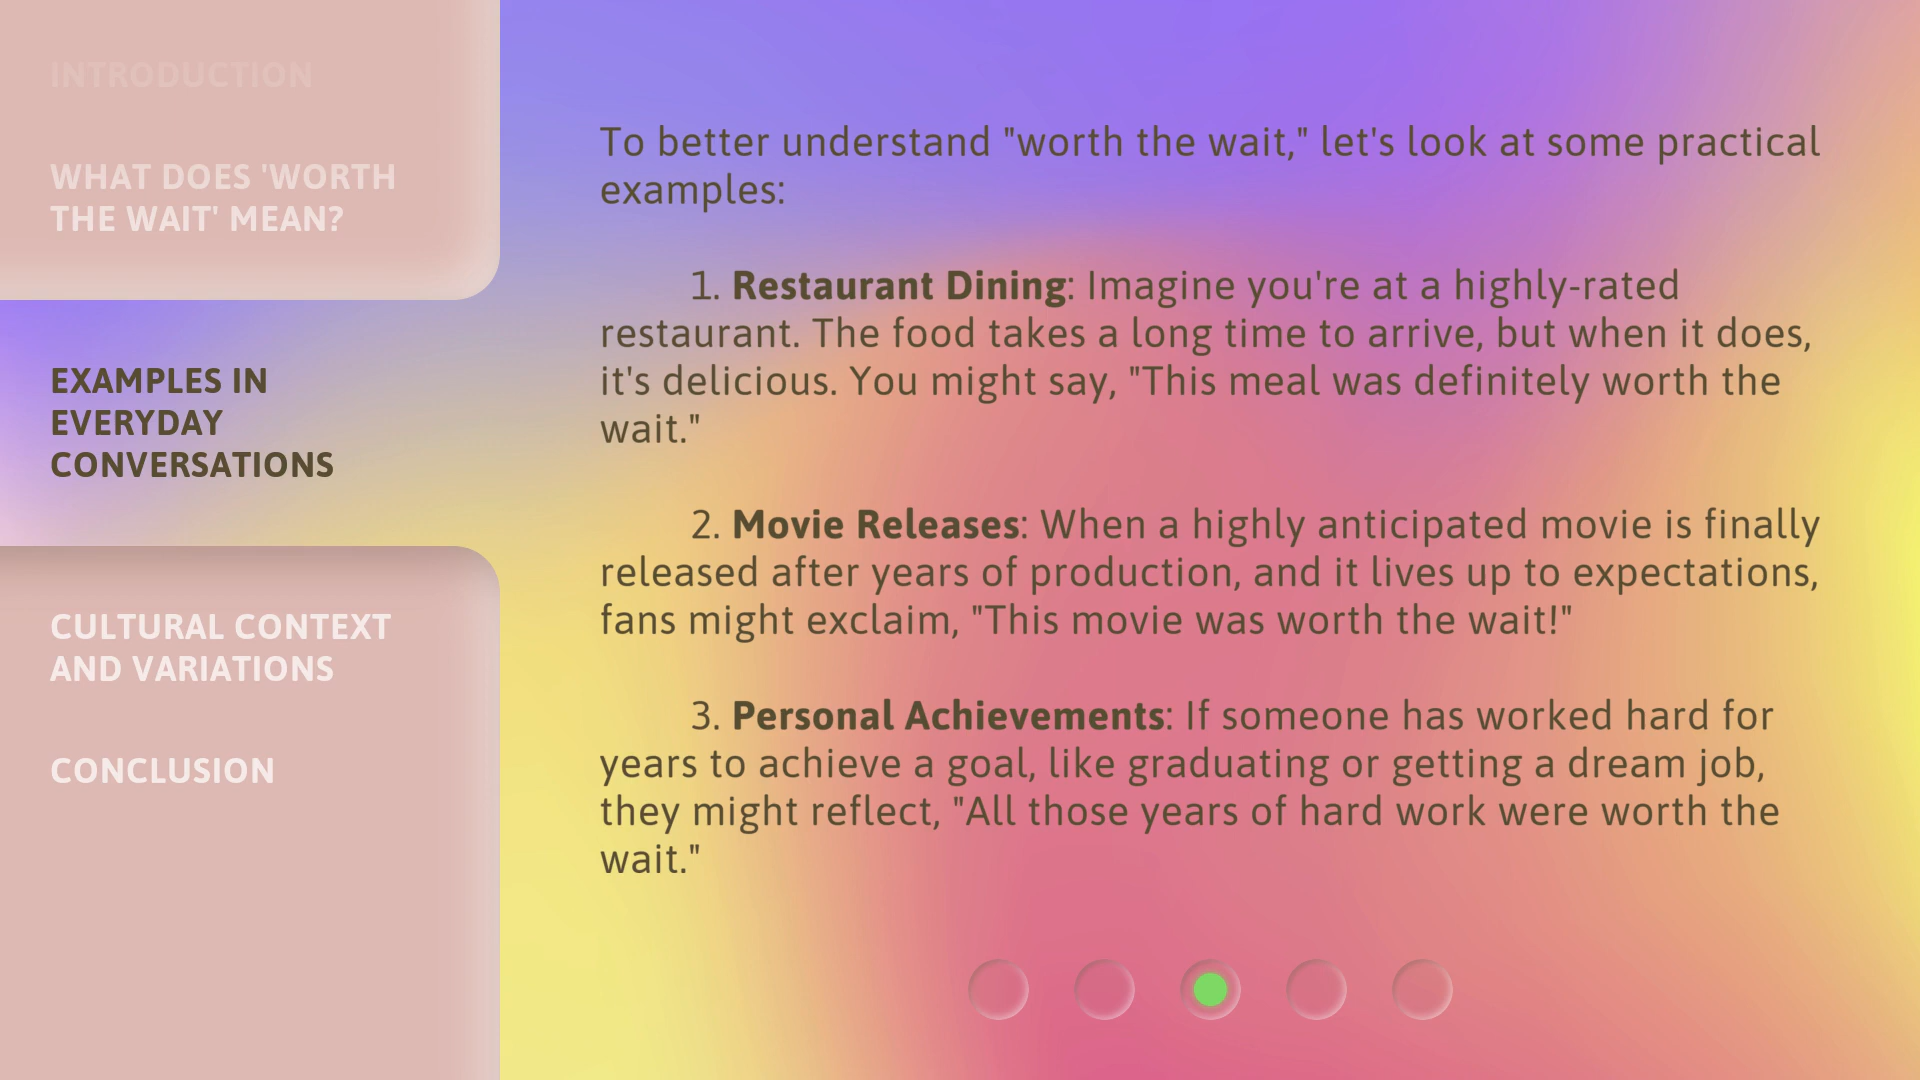 INTRODUCTION
WHAT DOES 'WORTH
THE WAIT' MEAN?
EXAMPLES IN
EVERYDAY
CONVERSATIONS
CULTURAL CONTEXT
AND VARIATIONS
CONCLUSION
To better understand "worth the wait," let's look at some practical
examples:
1. Restaurant Dining: Imagine you're at a highly-rated
restaurant. The food takes a long time to arrive, but when it does,
it's delicious. You might say, "This meal was definitely worth the
wait."
2. Movie Releases: When a highly anticipated movie is finally
released after years of production, and it lives up to expectations,
fans might exclaim, "This movie was worth the wait!"
3. Personal Achievements: If someone has worked hard for
years to achieve a goal, like graduating or getting a dream job,
they might reflect, "All those years of hard work were worth the
wait."